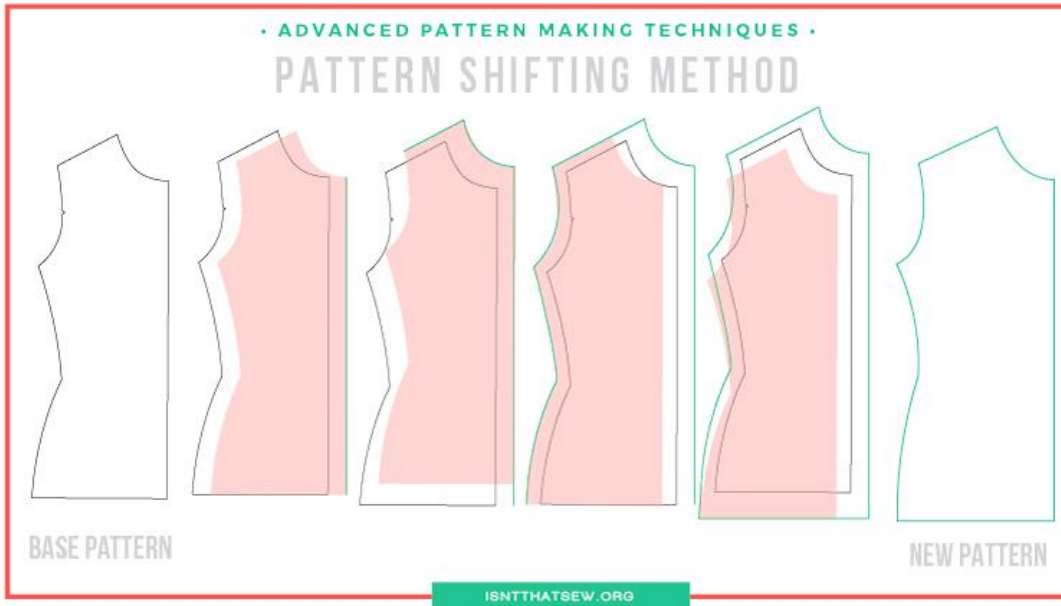 • ADVANCED PATTERN MAKING TECHNIQUES •
PATTERN SHIFTING METHOD
BASE PATTERN
NEW PATTERN
ISNTTHATSEW.ORG